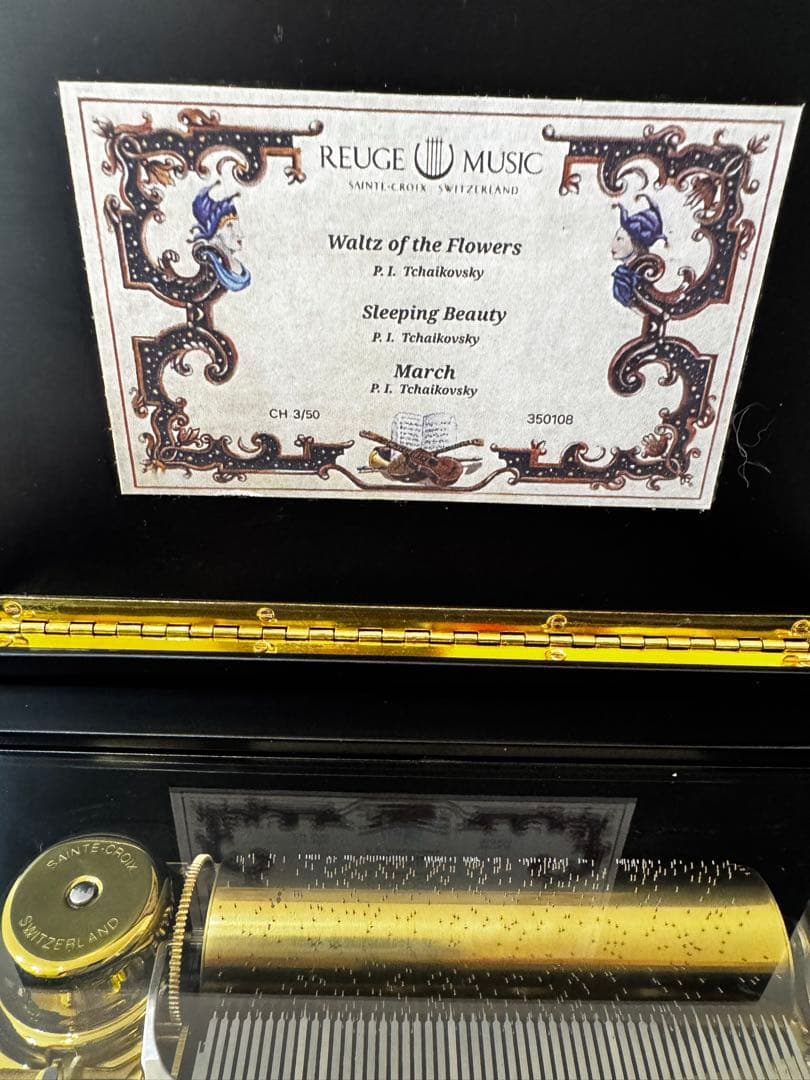 REUGE MUSIC
SAINTE-CROIX SWITZERLAND
Waltz of the Flowers
P. I. Tchaikovsky
Sleeping Beauty
P. I. Tchaikovsky
March
P. I. Tchaikovsky
CH 3/50 350108
SAINTE-CROIX
SWITZERLAND